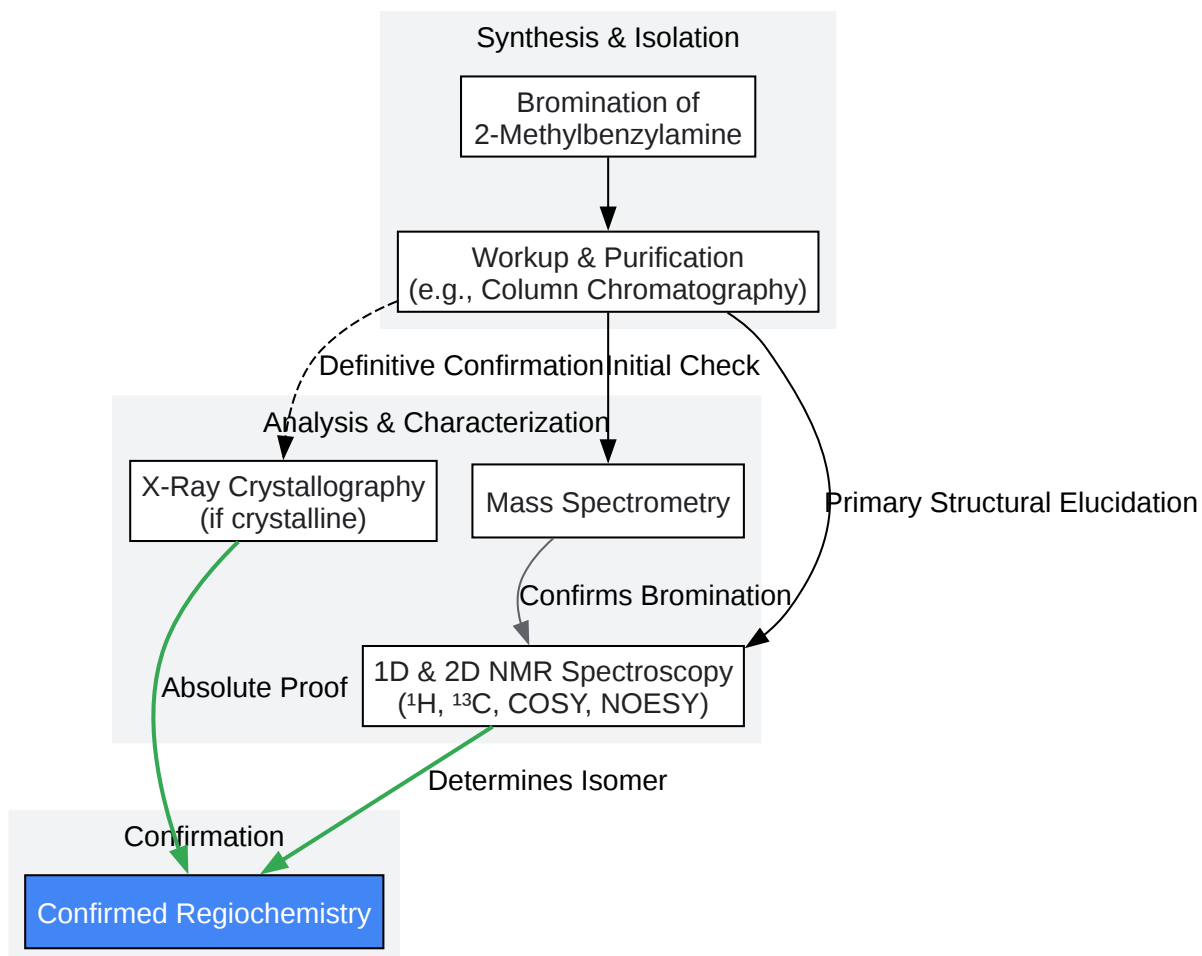 Synthesis & Isolation
Bromination of
2-Methylbenzylamine
Workup & Purification
(e.g., Column Chromatography)
Definitive Confirmation
Initial Check
Analysis & Characterization
X-Ray Crystallography
(if crystalline)
Mass Spectrometry
Primary Structural Elucidation
Confirms Bromination
1D & 2D NMR Spectroscopy
(¹H, ¹³C, COSY, NOESY)
Absolute Proof
Determines Isomer
Confirmation
Confirmed Regiochemistry